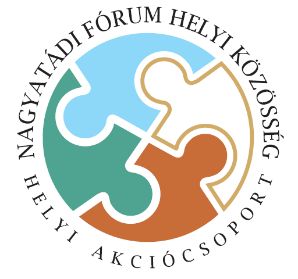 NAGYATÁDI FÓRUM HELYI KÖZÖSSÉG
HELYI AKCIÓCSOPORT